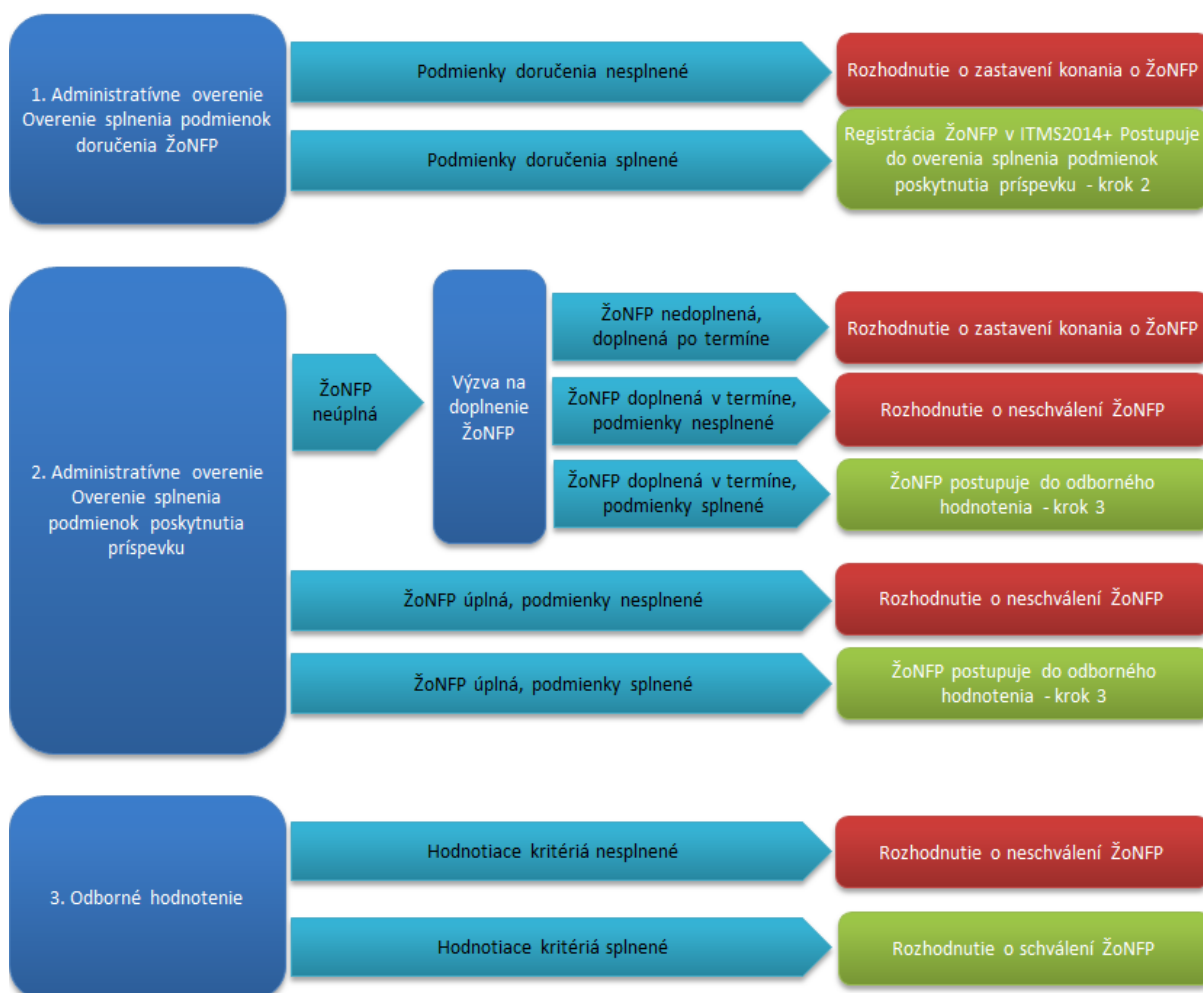 1. Administratívne overenie
Overenie splnenia podmienok
doručenia ŽoNFP
Podmienky doručenia nesplnené
Rozhodnutie o zastavení konania o ŽoNFP
Podmienky doručenia splnené
Registrácia ŽoNFP v ITMS2014+ Postupuje
do overenia splnenia podmienok
poskytnutia príspevku - krok 2
2. Administratívne overenie
Overenie splnenia
podmienok poskytnutia
príspevku
ŽoNFP
neúplná
Výzva na
doplnenie
ŽoNFP
ŽoNFP nedoplnená,
doplnená po termíne
Rozhodnutie o zastavení konania o ŽoNFP
ŽoNFP doplnená v termíne,
podmienky nesplnené
Rozhodnutie o neschválení ŽoNFP
ŽoNFP doplnená v termíne,
podmienky splnené
ŽoNFP postupuje do odborného
hodnotenia - krok 3
ŽoNFP úplná, podmienky nesplnené
Rozhodnutie o neschválení ŽoNFP
ŽoNFP úplná, podmienky splnené
ŽoNFP postupuje do odborného
hodnotenia - krok 3
3. Odborné hodnotenie
Hodnotiace kritériá nesplnené
Rozhodnutie o neschválení ŽoNFP
Hodnotiace kritériá splnené
Rozhodnutie o schválení ŽoNFP